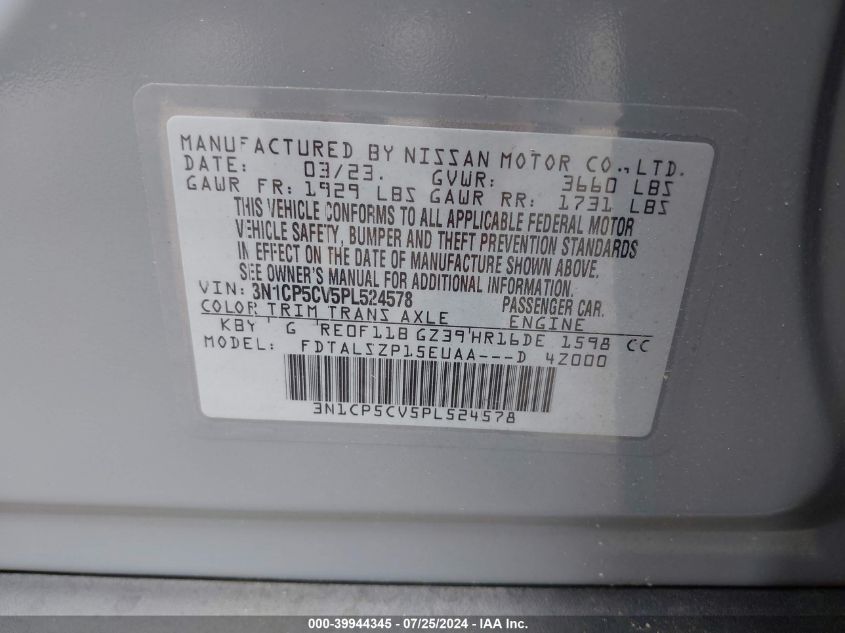 MANUFACTURED BY NISSAN MOTOR CO.,LTD.
DATE: 03/23. GVWR: 3660 LBS
GAWR FR: 1929 LBS GAWR RR: 1731 LBS
THIS VEHICLE CONFORMS TO ALL APPLICABLE FEDERAL MOTOR
VEHICLE SAFETY, BUMPER AND THEFT PREVENTION STANDARDS
IN EFFECT ON THE DATE OF MANUFACTURE SHOWN ABOVE.
SEE OWNER'S MANUAL FOR ADDITIONAL INFORMATION.
VIN: 3N1CP5CV5PL524578 PASSENGER CAR.
COLOR TRIM TRANS AXLE ENGINE
KBY G RE0F11B GZ39 HR16DE 1598 CC
MODEL: FDTALSZP15EUAA---D 4Z000
3N1CP5CV5PL524578
000-39944345 / 07/25/2024 - Copyright © IAA, Inc.